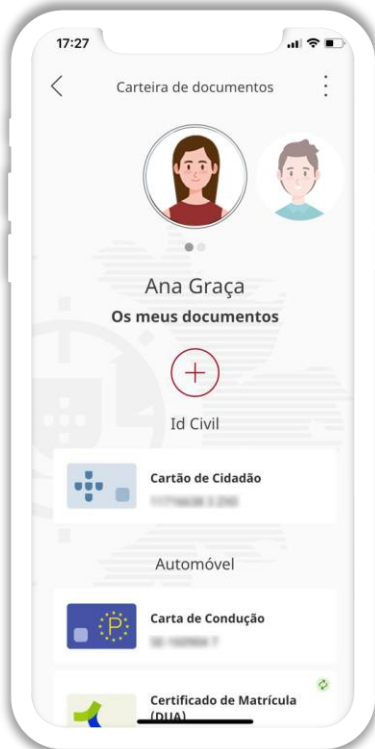 17:27
Carteira de documentos
Ana Graça
Os meus documentos
Id Civil
Cartão de Cidadão
Automóvel
P
Carta de Condução
Certificado de Matrícula
(DUA)